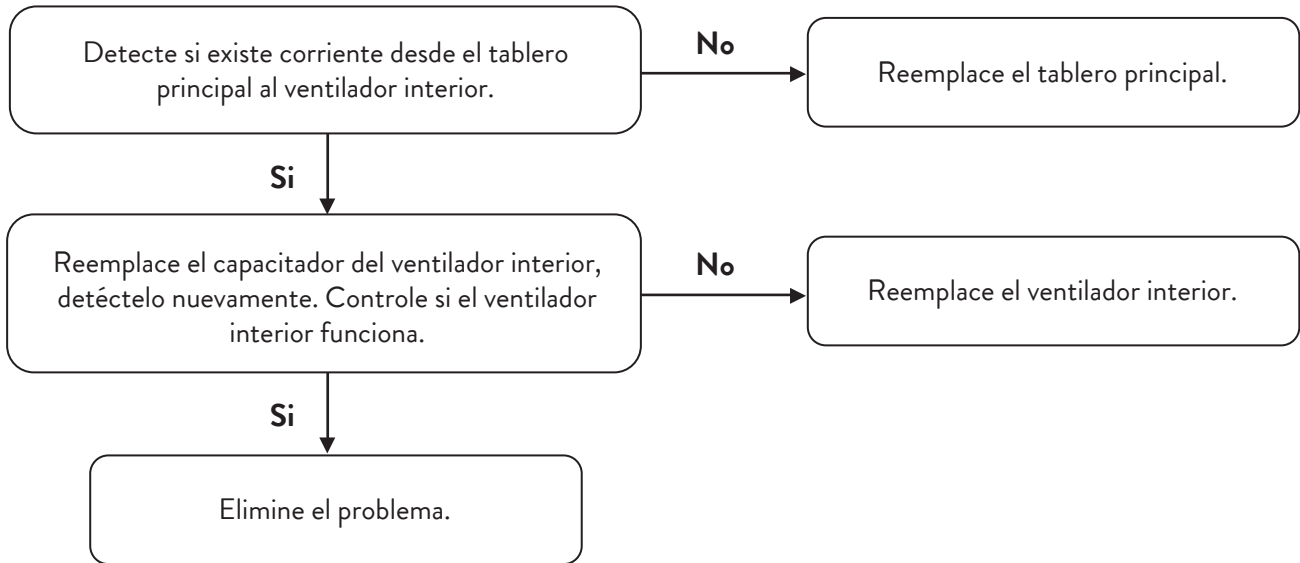 Detecte si existe corriente desde el tablero
principal al ventilador interior.
No
Reemplace el tablero principal.
Si
Reemplace el capacitador del ventilador interior,
detéctelo nuevamente. Controle si el ventilador
interior funciona.
No
Reemplace el ventilador interior.
Si
Elimine el problema.